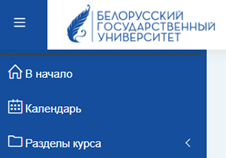 БЕЛОРУССКИЙ
ГОСУДАРСТВЕННЫЙ
УНИВЕРСИТЕТ
В начало
Календарь
Разделы курса